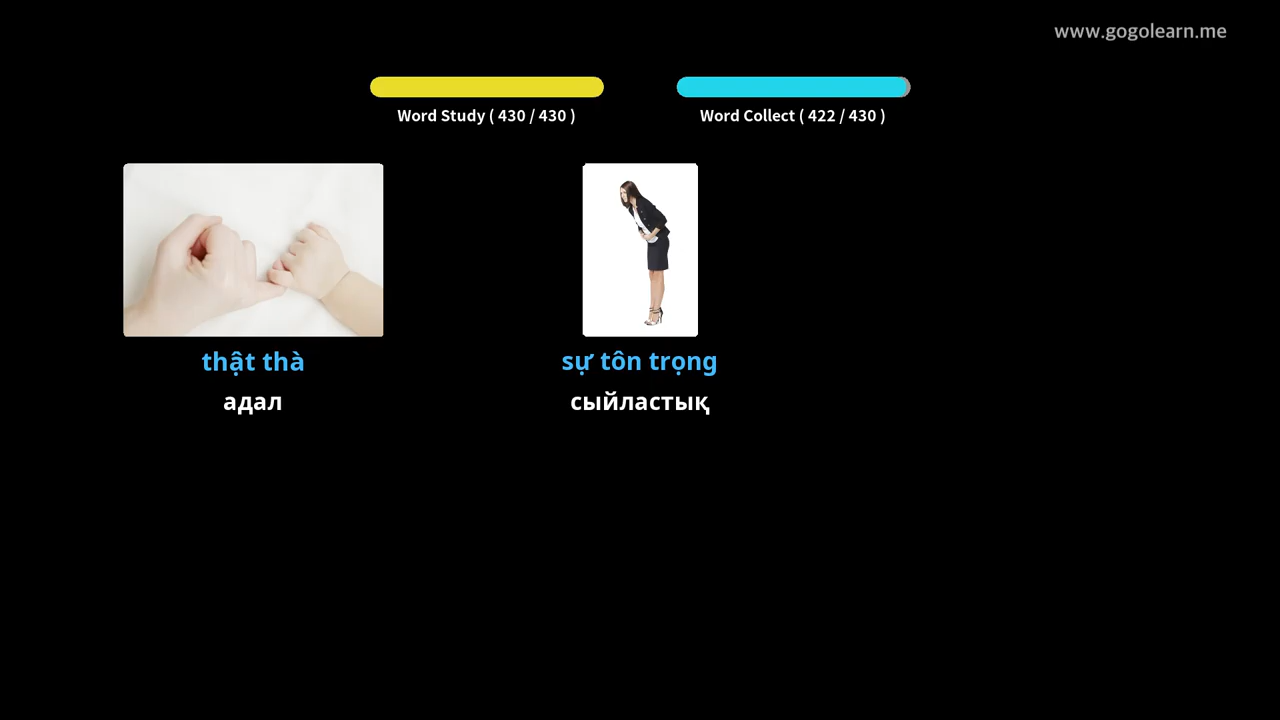 www.gogolearn.me
Word Study ( 430 / 430 )
Word Collect ( 422 / 430 )
thật thà
адал
sự tôn trọng
сыйластық